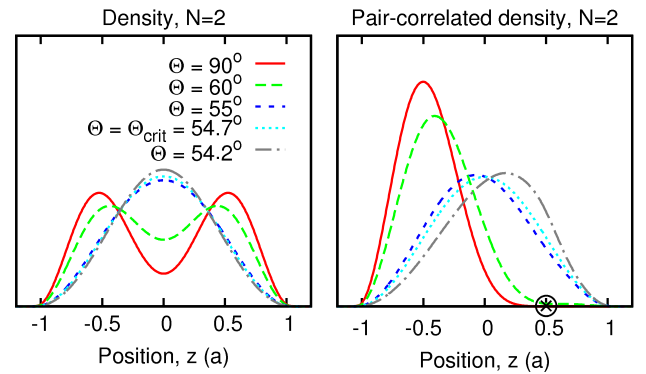 Density, N=2
Θ = 90°
Θ = 60°
Θ = 55°
Θ = Θcrit = 54.7°
Θ = 54.2°
-1 -0.5 0 0.5 1
Position, z (a)
Pair-correlated density, N=2
-1 -0.5 0 0.5 1
Position, z (a)